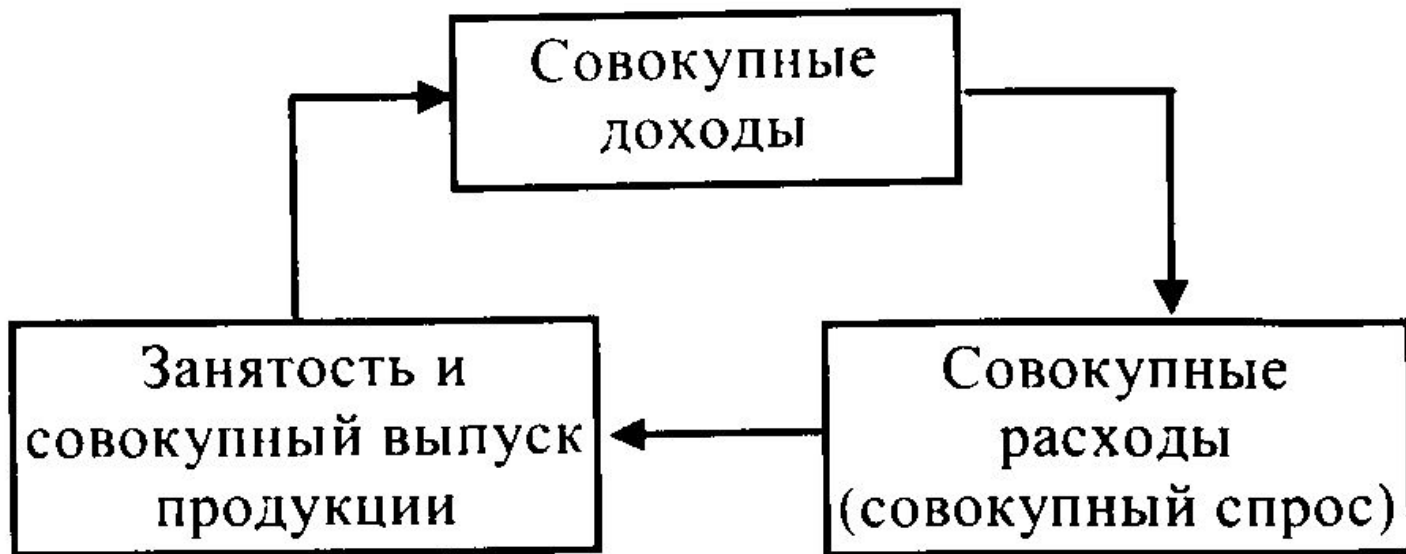 Совокупные
доходы
Занятость и
совокупный выпуск
продукции
Совокупные
расходы
(совокупный спрос)